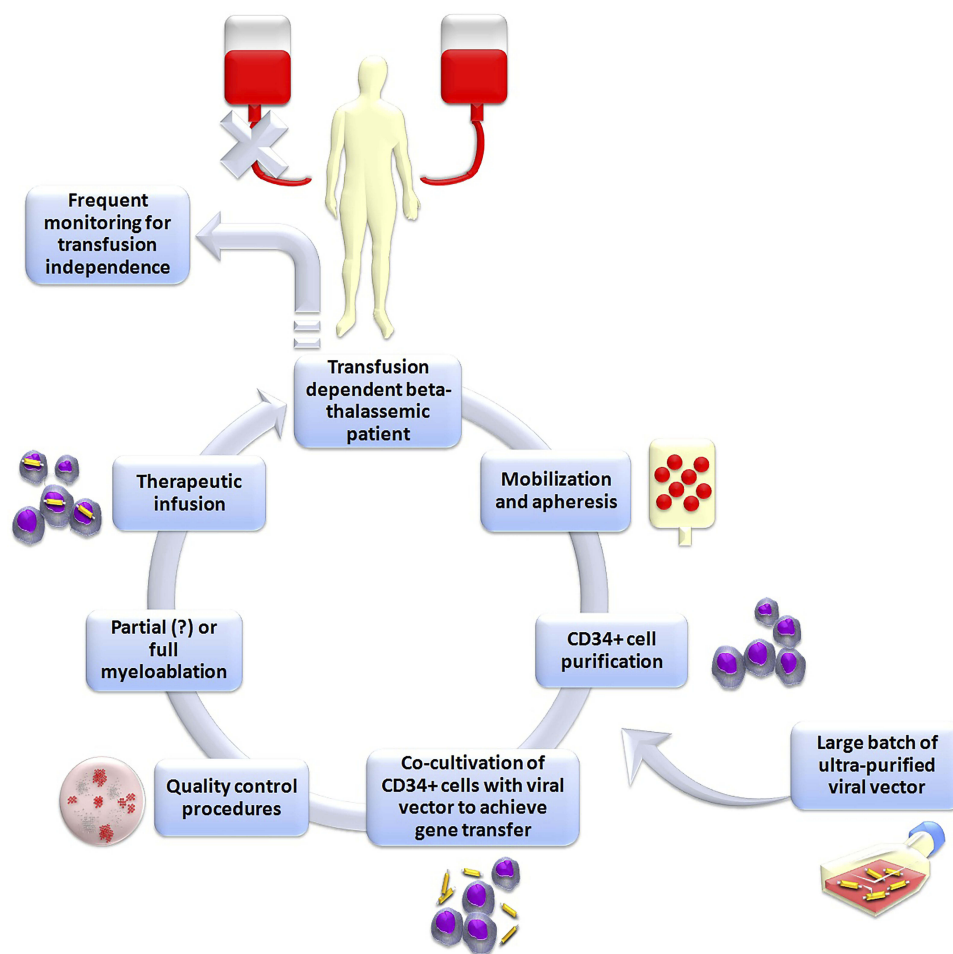 Frequent
monitoring for
transfusion
independence
Transfusion
dependent beta-
thalassemic
patient
Mobilization
and apheresis
CD34+ cell
purification
Large batch of
ultra-purified
viral vector
Co-cultivation of
CD34+ cells with viral
vector to achieve
gene transfer
Quality control
procedures
Partial (?) or
full
myeloablation
Therapeutic
infusion